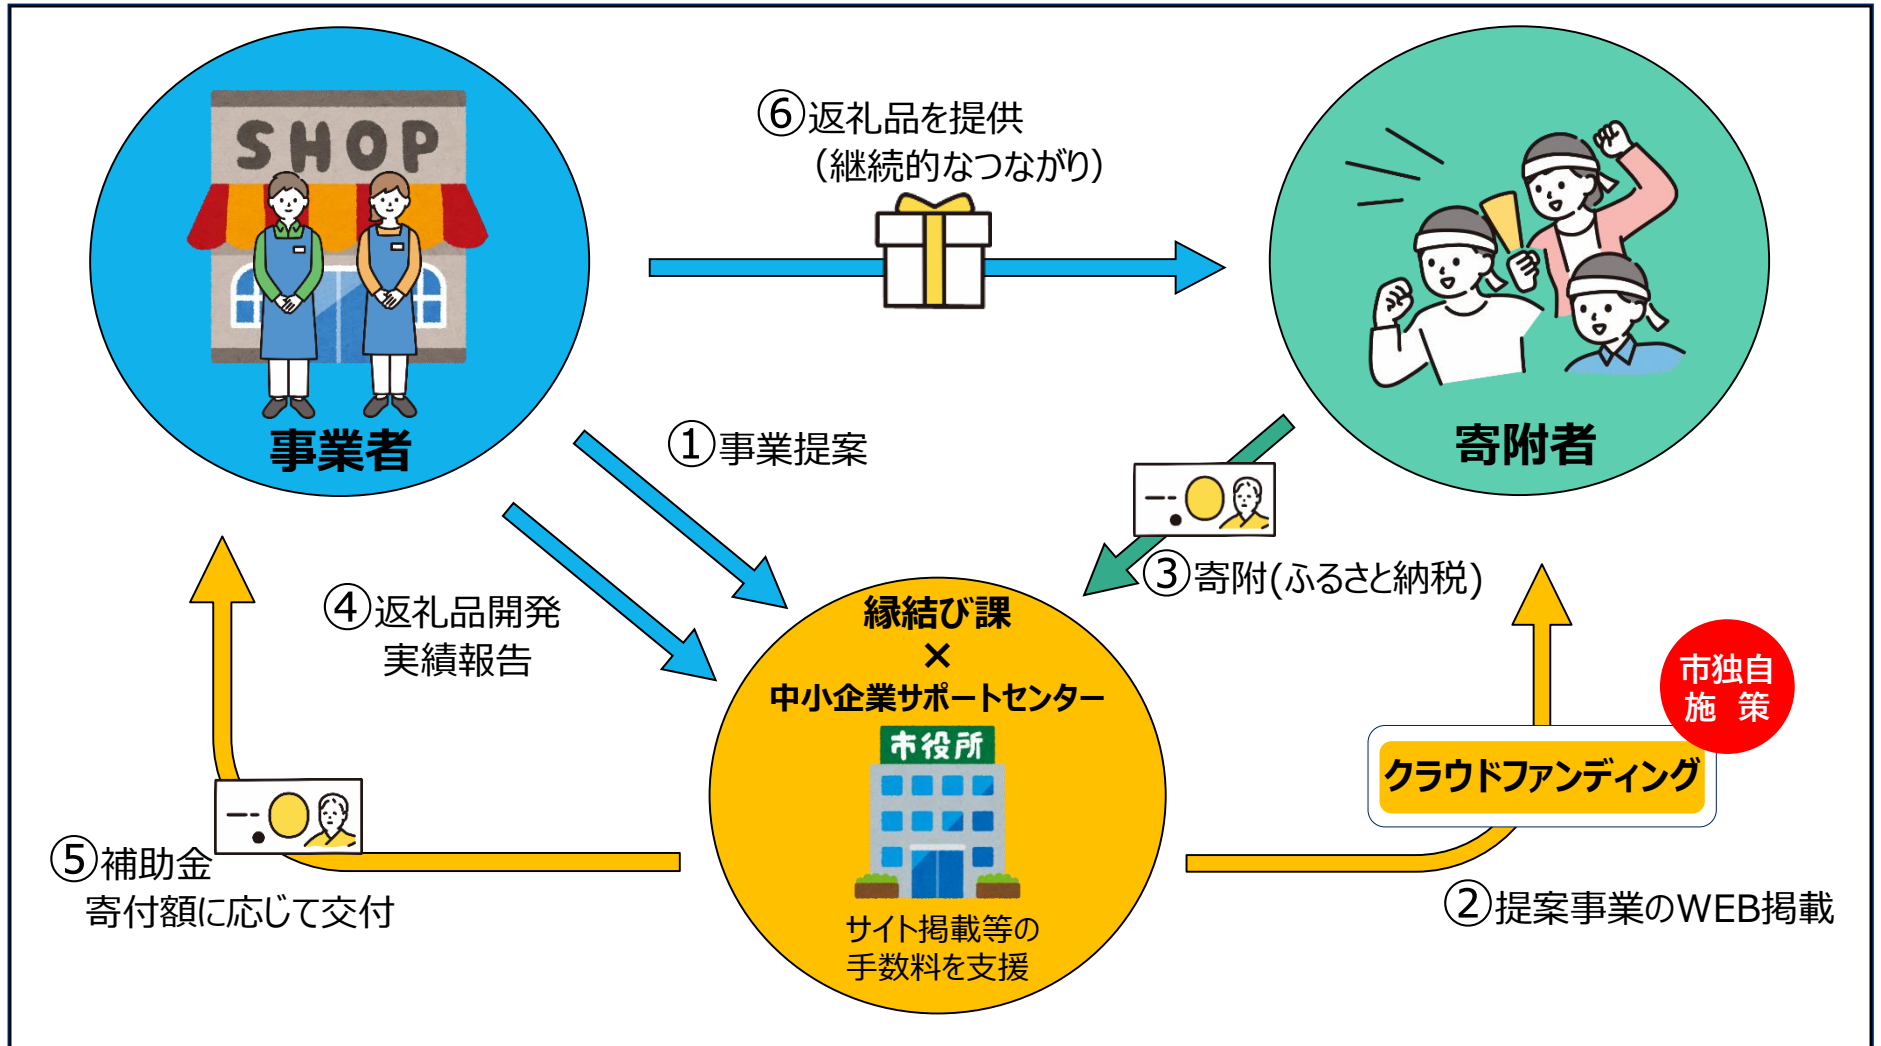 SHOP
事業者
⑥返礼品を提供
（継続的なつながり）
寄附者
①事業提案
③寄附(ふるさと納税)
④返礼品開発
実績報告
縁結び課
×
中小企業サポートセンター
市役所
サイト掲載等の
手数料を支援
市独自
施 策
クラウドファンディング
⑤補助金
寄付額に応じて交付
②提案事業のWEB掲載